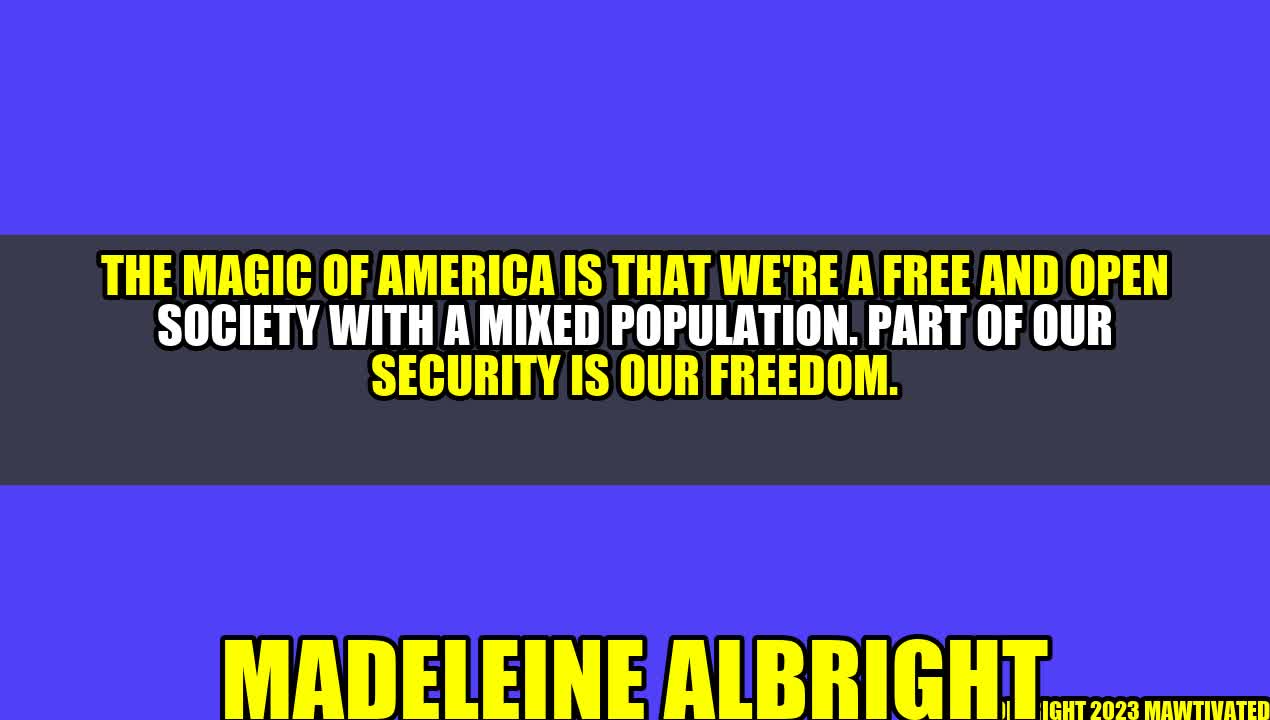 THE MAGIC OF AMERICA IS THAT WE'RE A FREE AND OPEN
SOCIETY WITH A MIXED POPULATION. PART OF OUR
SECURITY IS OUR FREEDOM.
MADELEINE ALBRIGHT
2023 MAWTIVATED